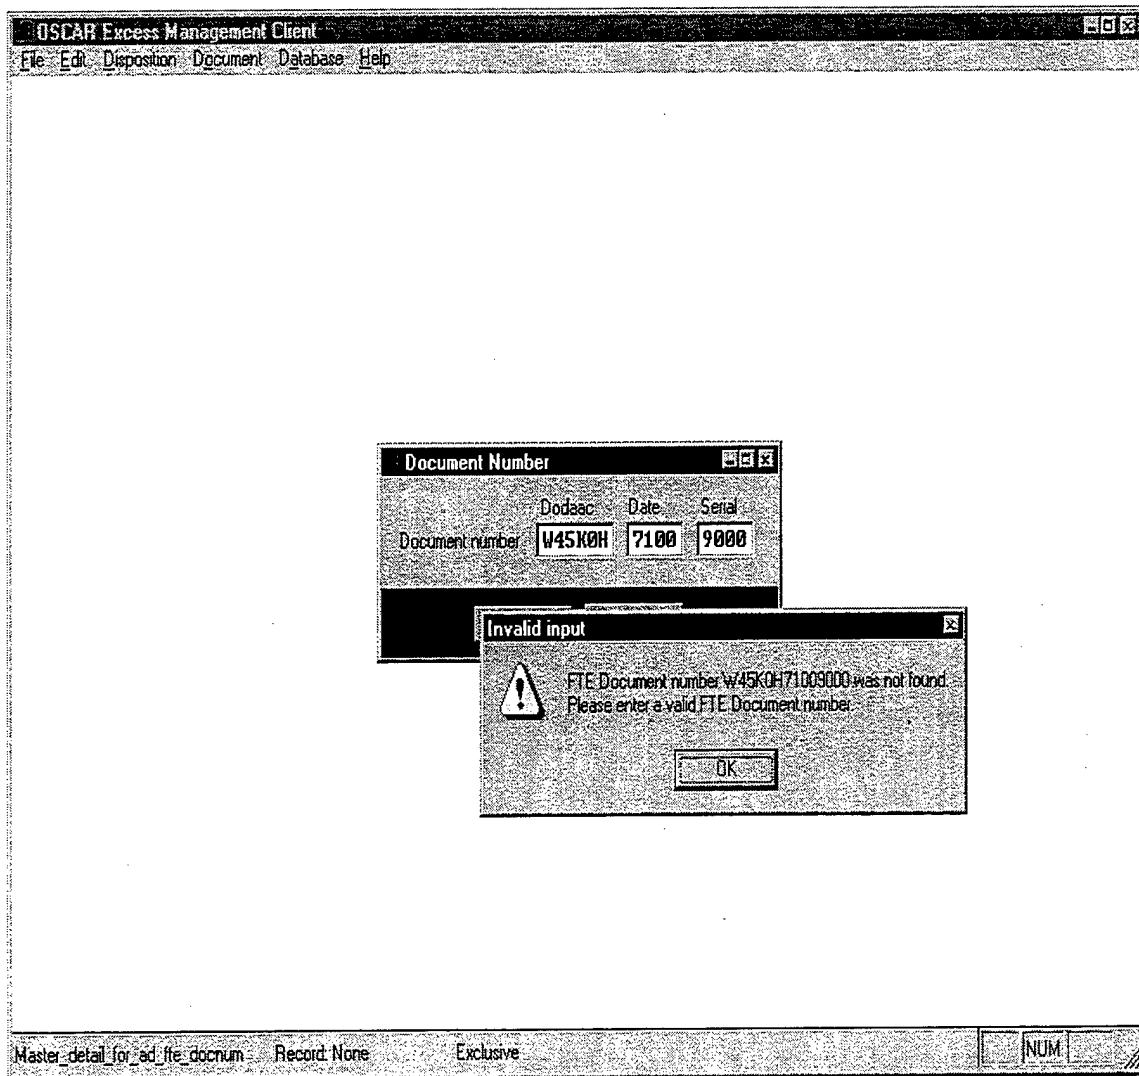 OSCAR Excess Management Client
File Edit Disposition Document Database Help
Document Number
Dodaac Date Serial
Document number W45K0H 7100 9000
Invalid input
FTE Document number W45K0H71009000 was not found.
Please enter a valid FTE Document number.
OK
Master_detail_for_ad_fte_docnum Record: None Exclusive NUM